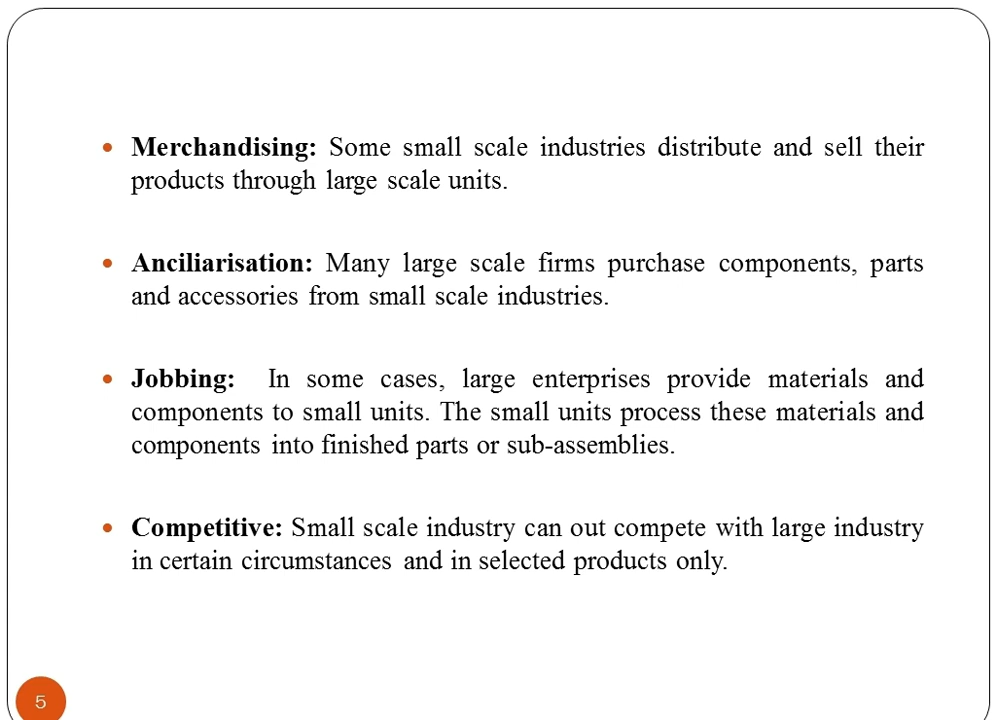 • Merchandising: Some small scale industries distribute and sell their
products through large scale units.
• Anciliarisation: Many large scale firms purchase components, parts
and accessories from small scale industries.
• Jobbing: In some cases, large enterprises provide materials and
components to small units. The small units process these materials and
components into finished parts or sub-assemblies.
• Competitive: Small scale industry can out compete with large industry
in certain circumstances and in selected products only.
5